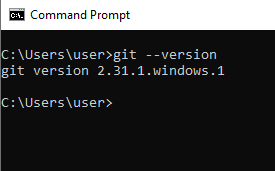 Command Prompt
C:\Users\user>git --version
git version 2.31.1.windows.1
C:\Users\user>